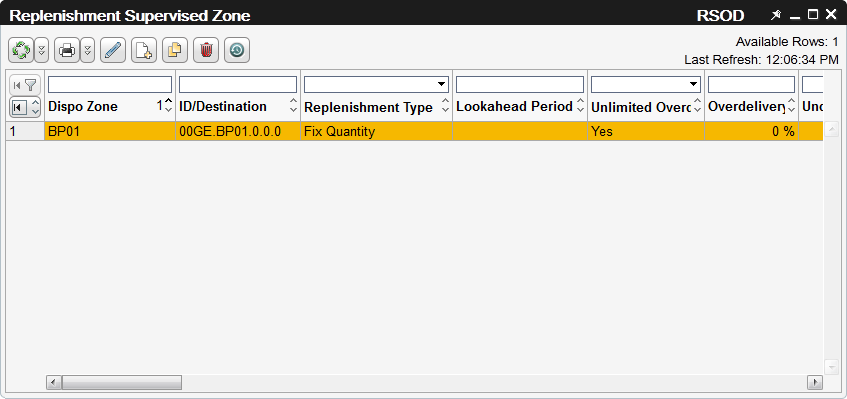 Replenishment Supervised Zone RSOD
Available Rows: 1
Last Refresh: 12:06:34 PM
Dispo Zone 1 ID/Destination Replenishment Type Lookahead Period Unlimited Overd Overdelivery Und
1 BP01 00GE.BP01.0.0.0 Fix Quantity Yes 0 %